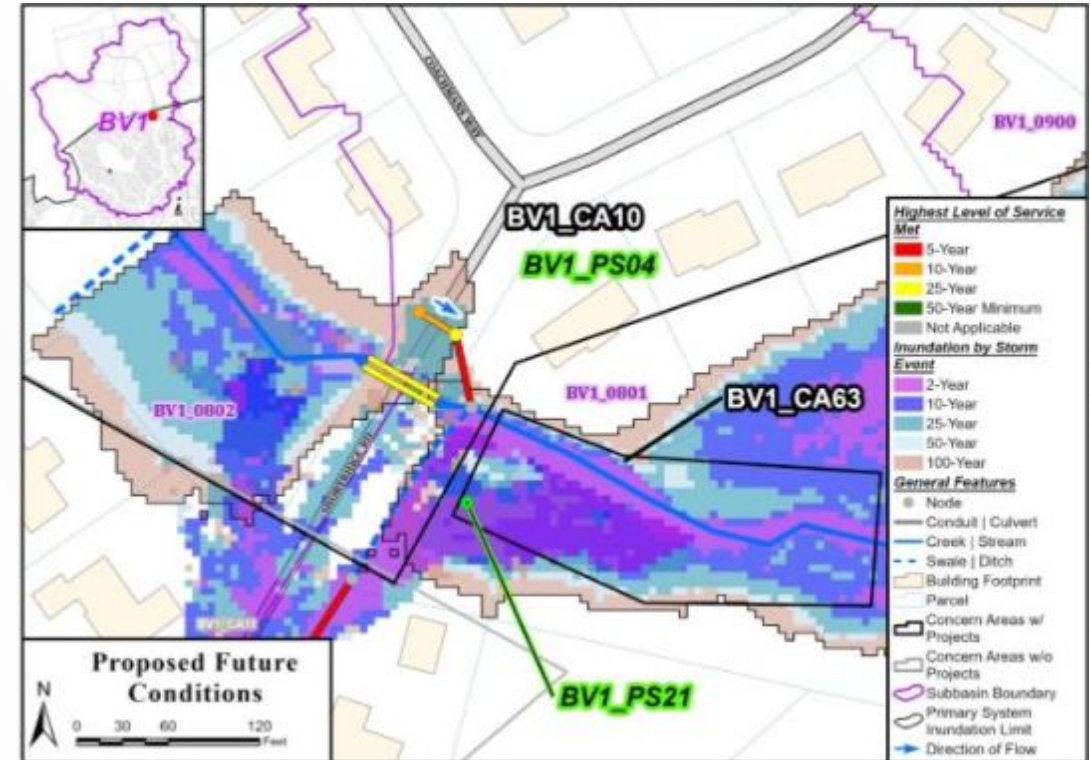 BV1
BV1_0900
BV1_CA10
BV1_PS04
BV1_0801
BV1_CA63
BV1_0802
BV1_PS21
Proposed Future
Conditions
N
0 30 60 120
Feet
Highest Level of Service
Met
5-Year
10-Year
25-Year
50-Year Minimum
Not Applicable
Inundation by Storm
Event
2-Year
10-Year
25-Year
50-Year
100-Year
General Features
Node
Conduit | Culvert
Creek | Stream
Swale | Ditch
Building Footprint
Parcel
Concern Areas w/
Projects
Concern Areas w/o
Projects
Subbasin Boundary
Primary System
Inundation Limit
Direction of Flow